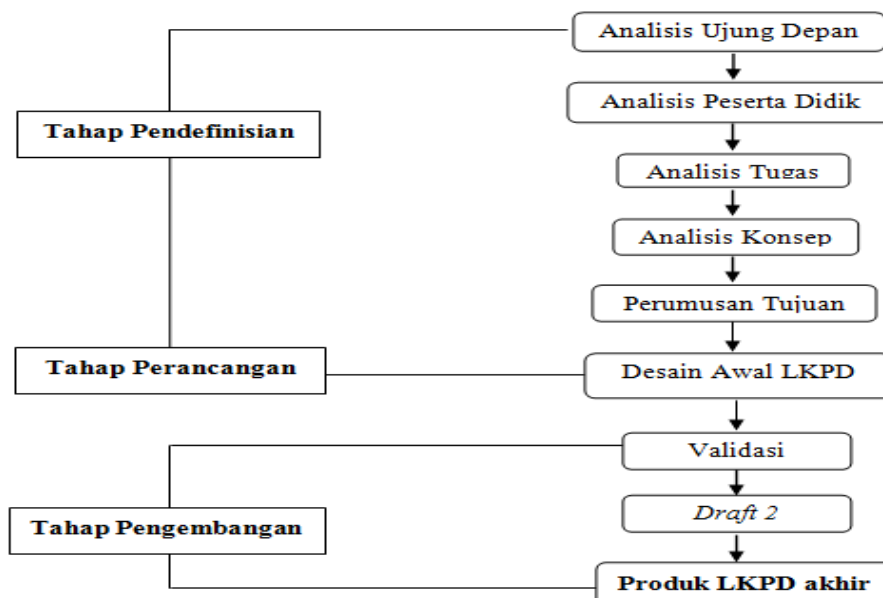 Analisis Ujung Depan
Analisis Peserta Didik
Tahap Pendefinisian
Analisis Tugas
Analisis Konsep
Perumusan Tujuan
Tahap Perancangan
Desain Awal LKPD
Validasi
Draft 2
Tahap Pengembangan
Produk LKPD akhir